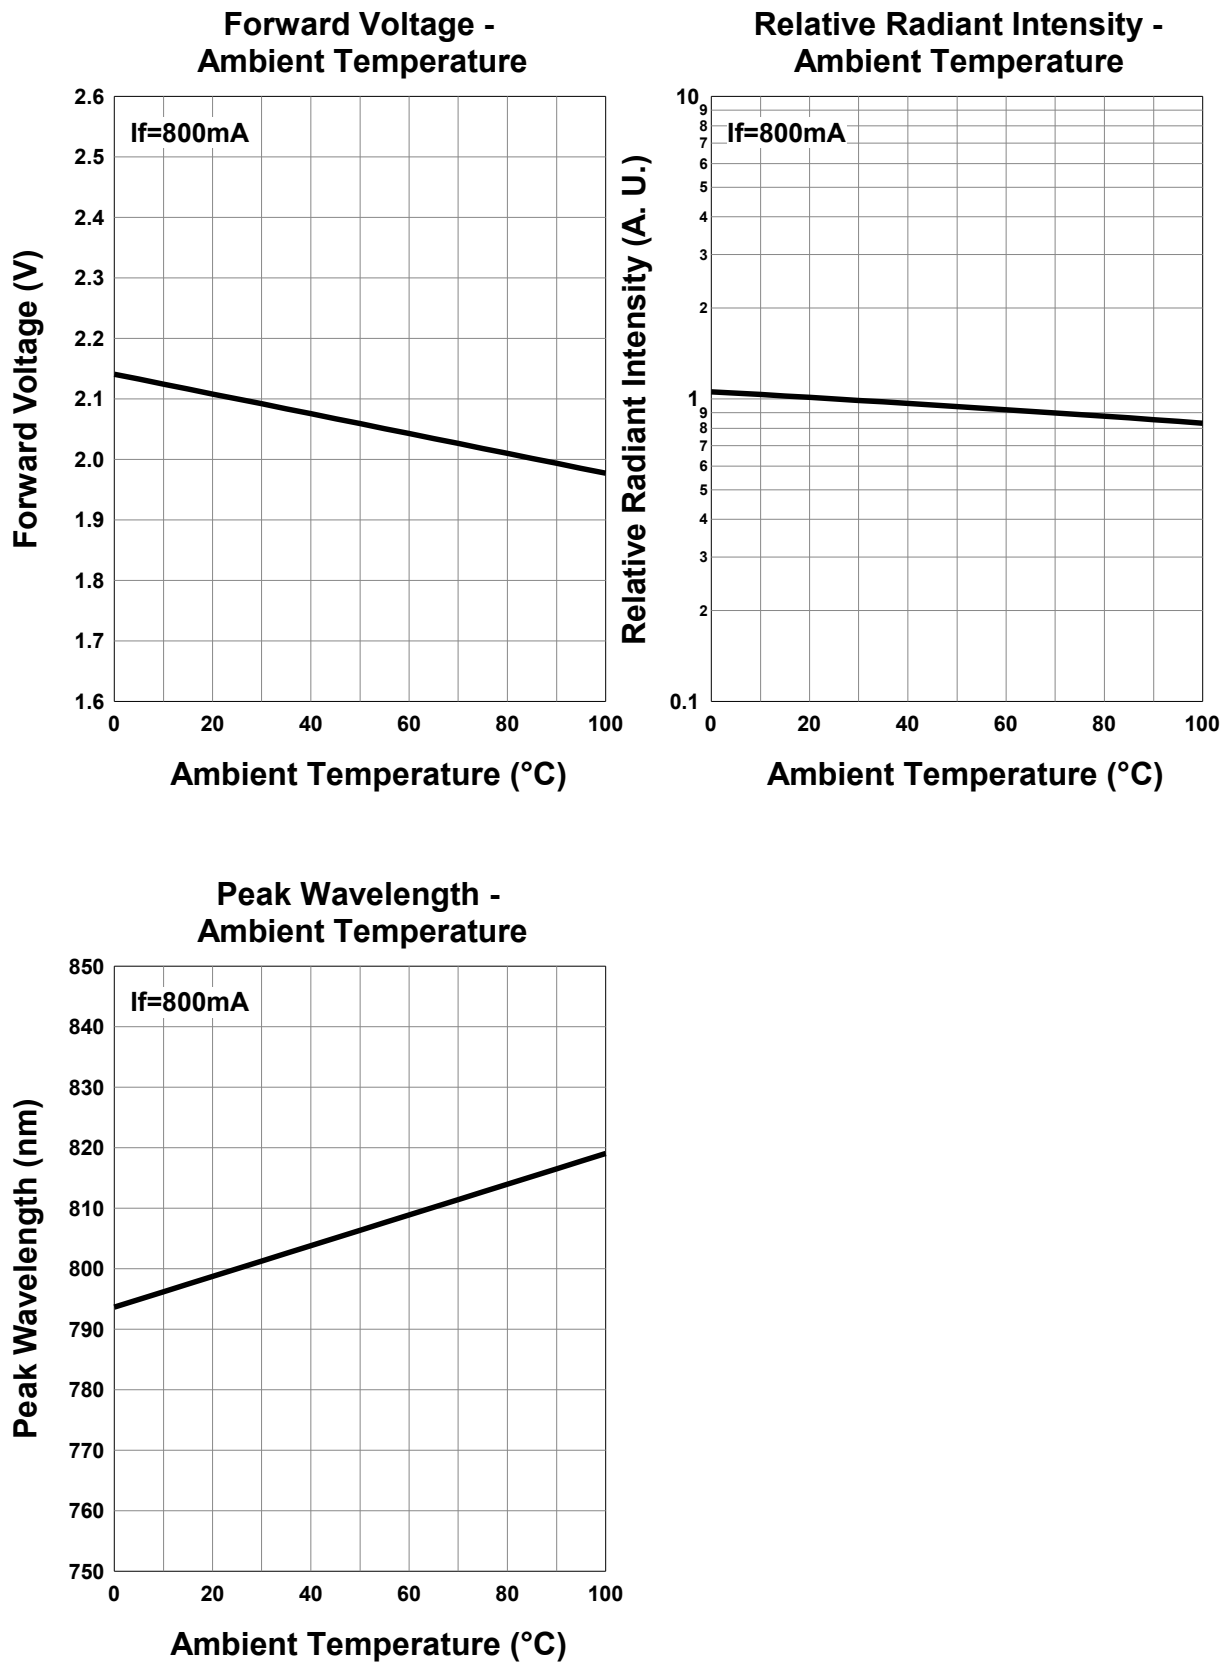 Forward Voltage -
Ambient Temperature
If=800mA
Forward Voltage (V)
2.6
2.5
2.4
2.3
2.2
2.1
2.0
1.9
1.8
1.7
1.6
0 20 40 60 80 100
Ambient Temperature (°C)
Relative Radiant Intensity -
Ambient Temperature
If=800mA
Relative Radiant Intensity (A. U.)
10
9
8
7
6
5
4
3
2
1
9
8
7
6
5
4
3
2
0.1
0 20 40 60 80 100
Ambient Temperature (°C)
Peak Wavelength -
Ambient Temperature
If=800mA
Peak Wavelength (nm)
850
840
830
820
810
800
790
780
770
760
750
0 20 40 60 80 100
Ambient Temperature (°C)